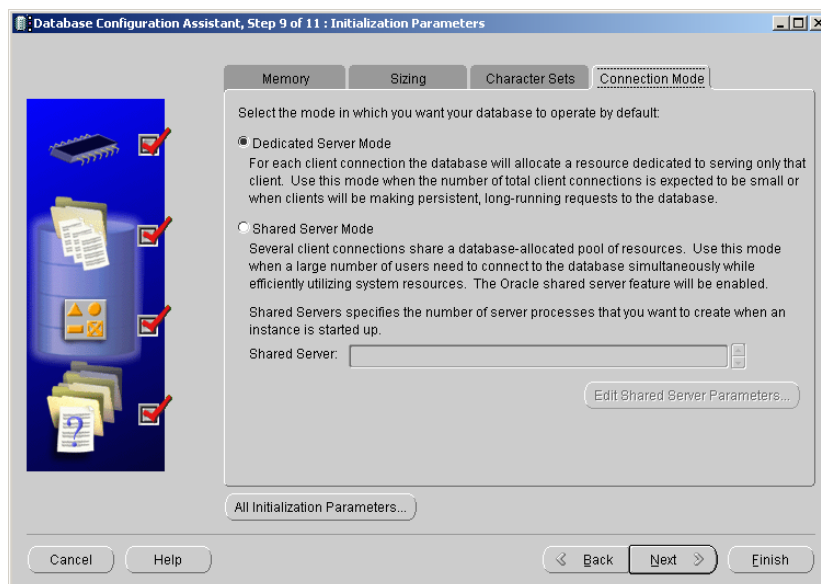 Database Configuration Assistant, Step 9 of 11 : Initialization Parameters
Memory
Sizing
Character Sets
Connection Mode
Select the mode in which you want your database to operate by default:
Dedicated Server Mode
For each client connection the database will allocate a resource dedicated to serving only that
client. Use this mode when the number of total client connections is expected to be small or
when clients will be making persistent, long-running requests to the database.
Shared Server Mode
Several client connections share a database-allocated pool of resources. Use this mode
when a large number of users need to connect to the database simultaneously while
efficiently utilizing system resources. The Oracle shared server feature will be enabled.
Shared Servers specifies the number of server processes that you want to create when an
instance is started up.
Shared Server:
Edit Shared Server Parameters...
?
All Initialization Parameters...
Cancel
Help
Back
Next
Finish